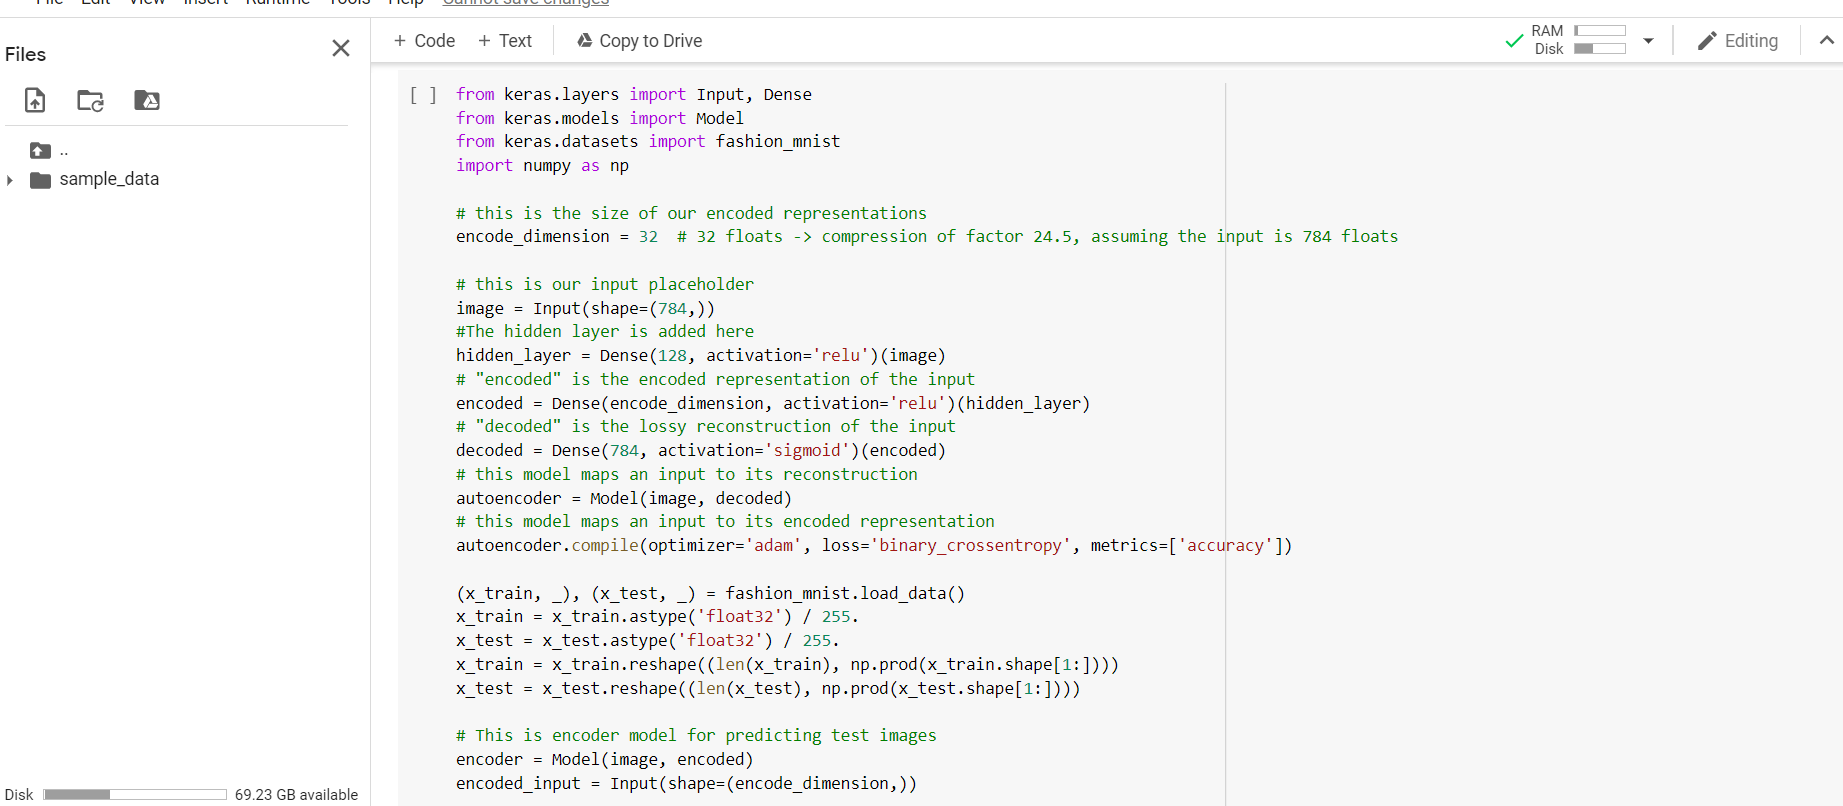 File Edit View Insert Runtime Tools Help Cannot save changes
Files
+ Code + Text Copy to Drive
RAM
Disk
Editing
..
sample_data
Disk 69.23 GB available
[ ] from keras.layers import Input, Dense
from keras.models import Model
from keras.datasets import fashion_mnist
import numpy as np
# this is the size of our encoded representations
encode_dimension = 32  # 32 floats -> compression of factor 24.5, assuming the input is 784 floats
# this is our input placeholder
image = Input(shape=(784,))
#The hidden layer is added here
hidden_layer = Dense(128, activation='relu')(image)
# "encoded" is the encoded representation of the input
encoded = Dense(encode_dimension, activation='relu')(hidden_layer)
# "decoded" is the lossy reconstruction of the input
decoded = Dense(784, activation='sigmoid')(encoded)
# this model maps an input to its reconstruction
autoencoder = Model(image, decoded)
# this model maps an input to its encoded representation
autoencoder.compile(optimizer='adam', loss='binary_crossentropy', metrics=['accuracy'])
(x_train, _), (x_test, _) = fashion_mnist.load_data()
x_train = x_train.astype('float32') / 255.
x_test = x_test.astype('float32') / 255.
x_train = x_train.reshape((len(x_train), np.prod(x_train.shape[1:])))
x_test = x_test.reshape((len(x_test), np.prod(x_test.shape[1:])))
# This is encoder model for predicting test images
encoder = Model(image, encoded)
encoded_input = Input(shape=(encode_dimension,))